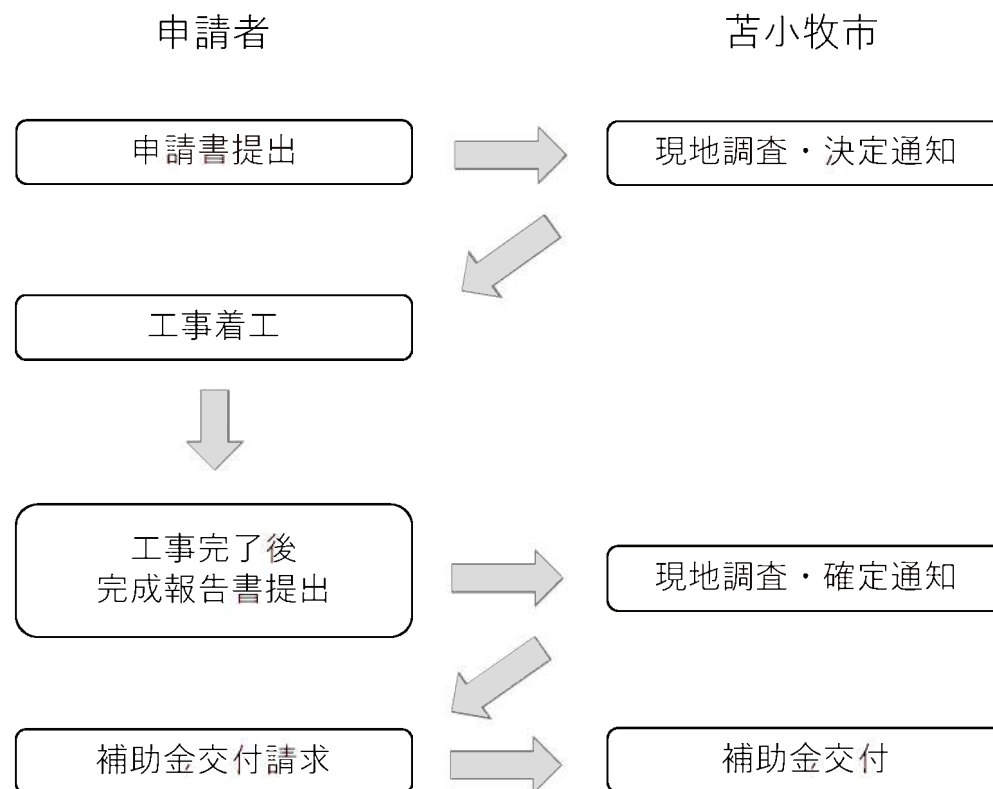 申請者
苫小牧市
申請書提出
現地調査・決定通知
工事着工
工事完了後
完成報告書提出
現地調査・確定通知
補助金交付請求
補助金交付